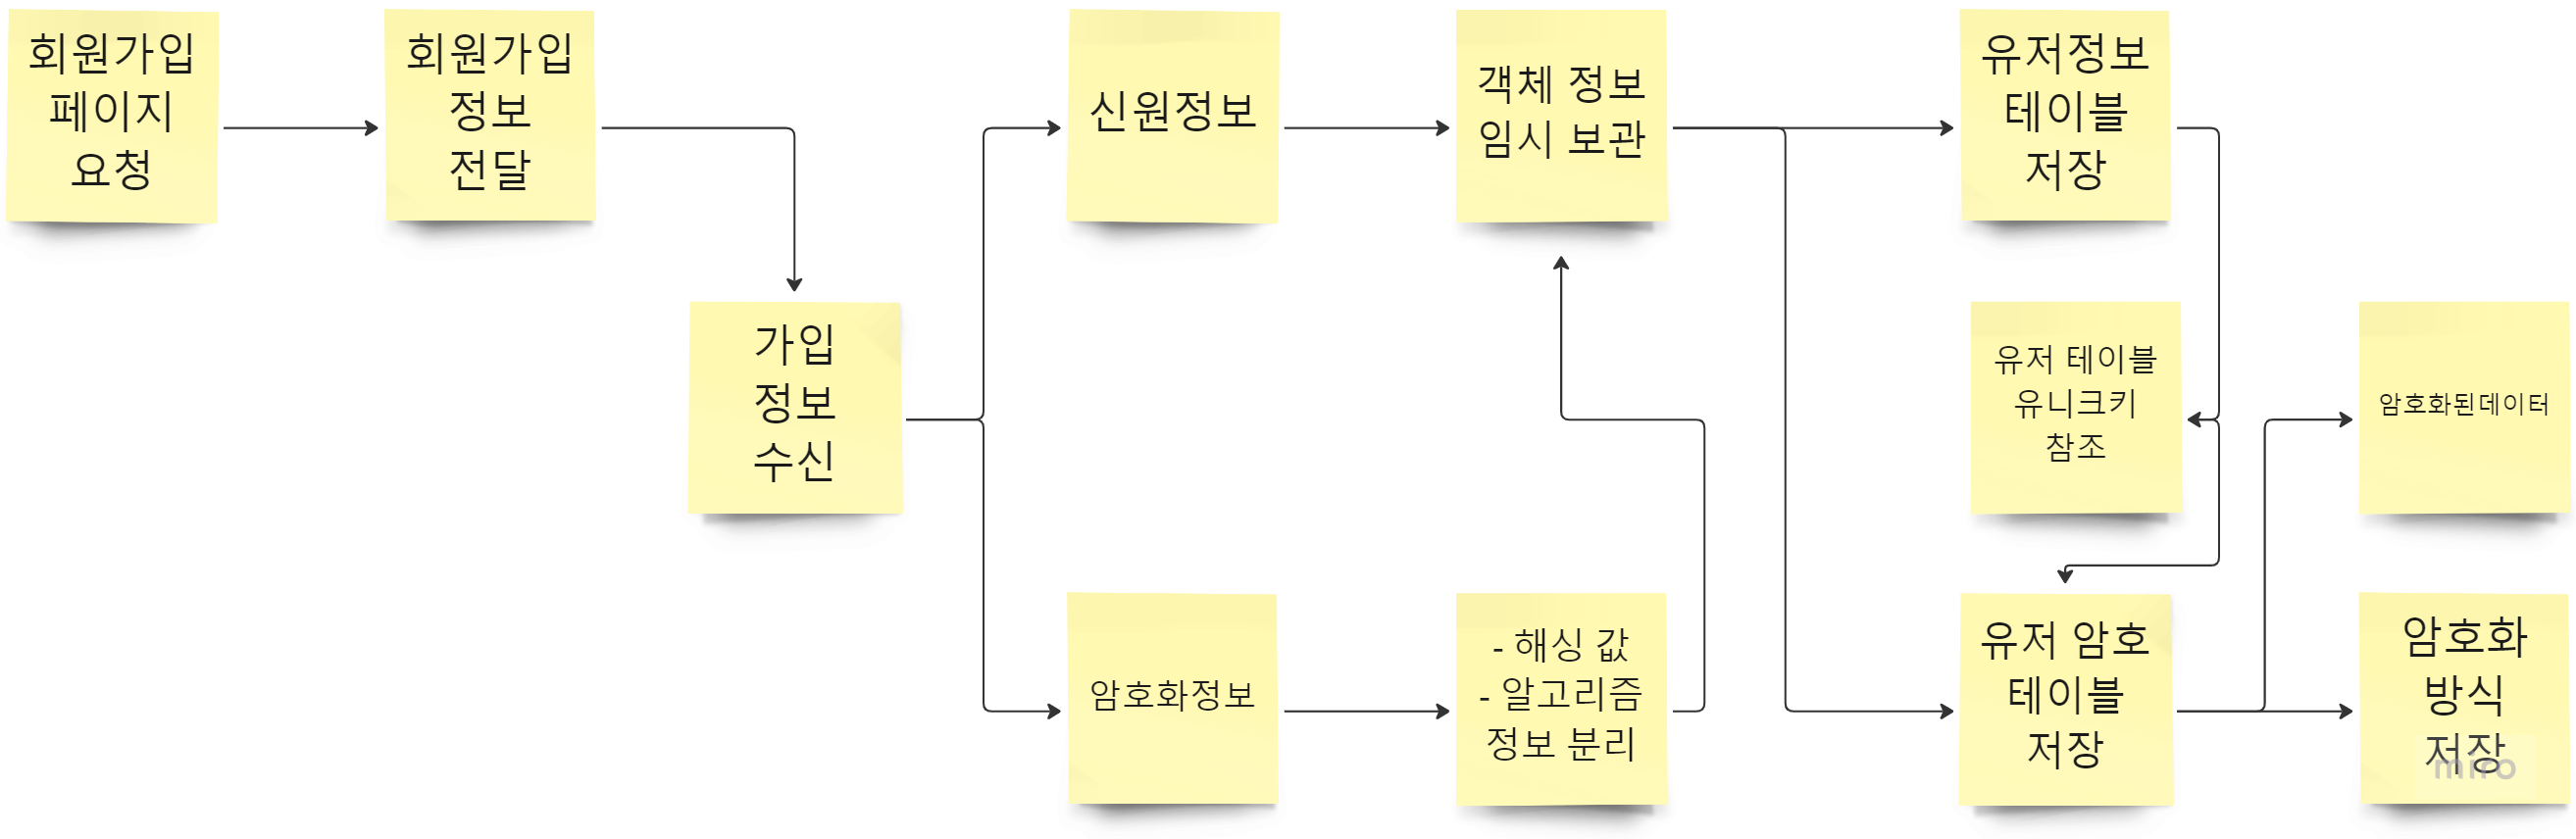 회원가입
페이지
요청
회원가입
정보
전달
가입
정보
수신
신원정보
객체 정보
임시 보관
암호화정보
- 해싱 값
- 알고리즘
정보 분리
유저정보
테이블
저장
유저 테이블
유니크키
참조
유저 암호
테이블
저장
암호화된데이터
암호화
방식
저장
miro